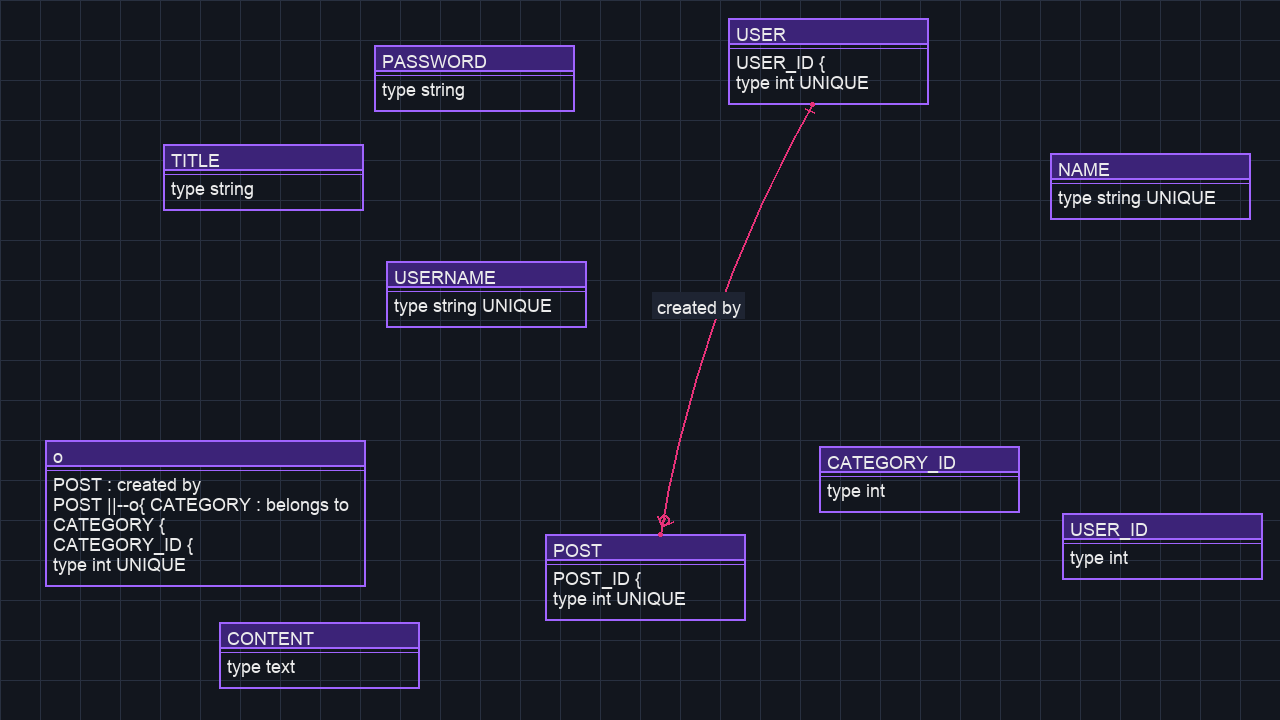 USER
USER_ID {
type int UNIQUE
PASSWORD
type string
TITLE
type string
NAME
type string UNIQUE
USERNAME
type string UNIQUE
created by
o
POST : created by
POST ||--o{ CATEGORY : belongs to
CATEGORY {
CATEGORY_ID {
type int UNIQUE
CATEGORY_ID
type int
USER_ID
type int
POST
POST_ID {
type int UNIQUE
CONTENT
type text